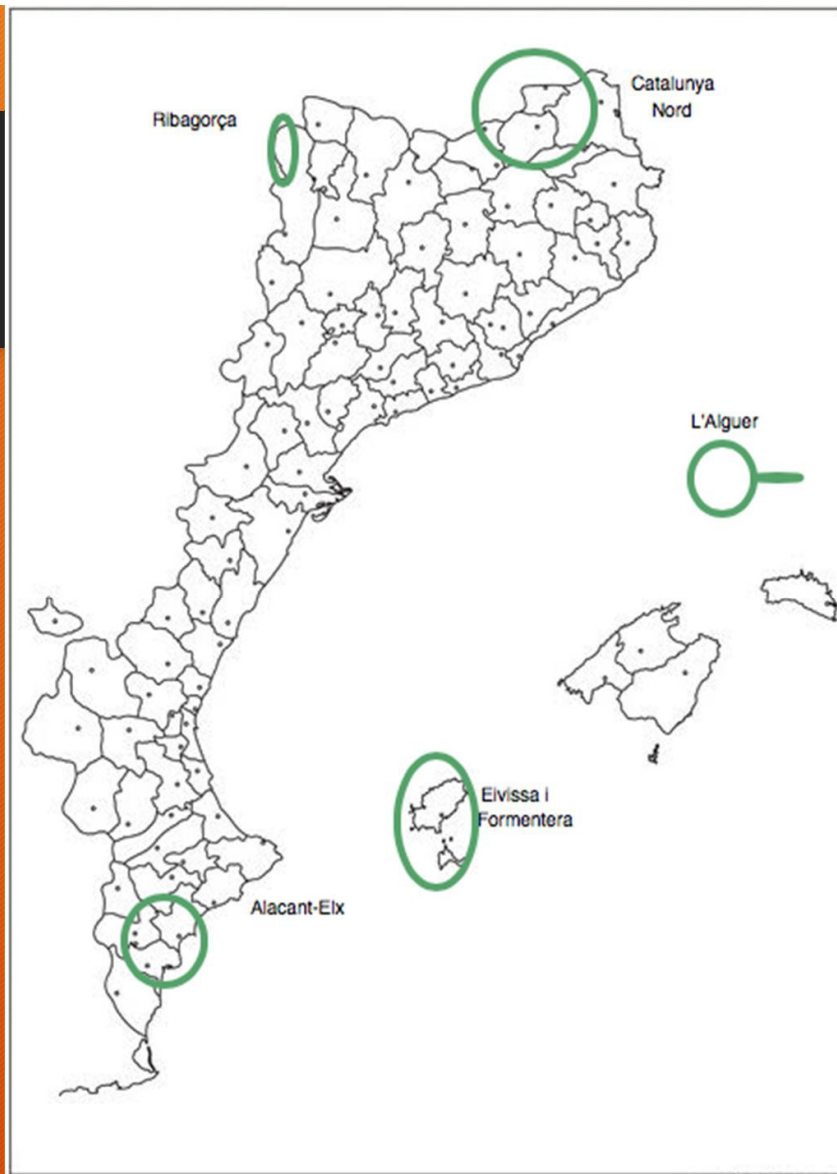 Catalunya
Nord
Ribagorça
L'Alguer
Eivissa i
Formentera
Alacant-Elx